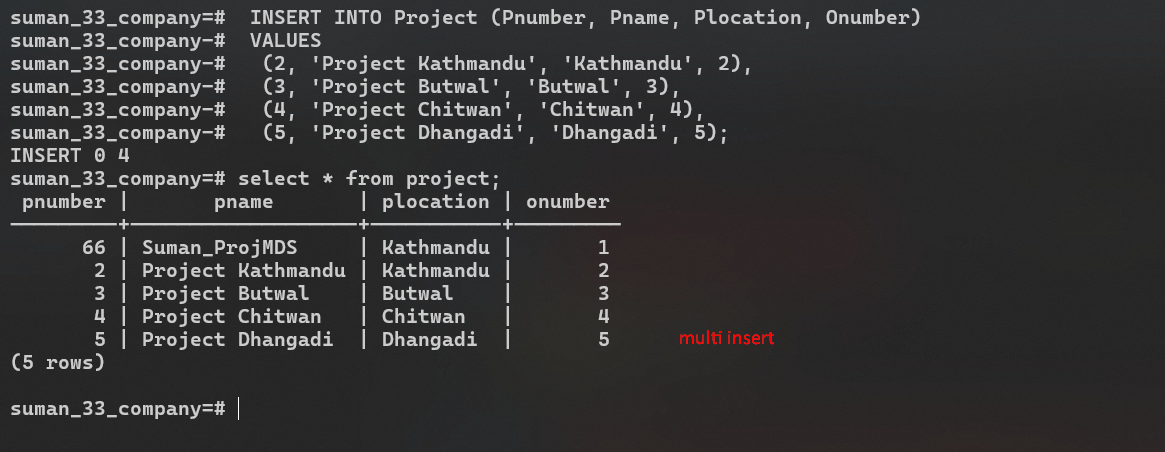 suman_33_company=#  INSERT INTO Project (Pnumber, Pname, Plocation, Onumber)
suman_33_company-#  VALUES
suman_33_company-#   (2, 'Project Kathmandu', 'Kathmandu', 2),
suman_33_company-#   (3, 'Project Butwal', 'Butwal', 3),
suman_33_company-#   (4, 'Project Chitwan', 'Chitwan', 4),
suman_33_company-#   (5, 'Project Dhangadi', 'Dhangadi', 5);
INSERT 0 4
suman_33_company=# select * from project;
 pnumber |       pname       | plocation | onumber
---------+-------------------+-----------+---------
      66 | Suman_ProjMDS     | Kathmandu |       1
       2 | Project Kathmandu | Kathmandu |       2
       3 | Project Butwal    | Butwal    |       3
       4 | Project Chitwan   | Chitwan   |       4
       5 | Project Dhangadi  | Dhangadi  |       5
multi insert
(5 rows)
suman_33_company=#